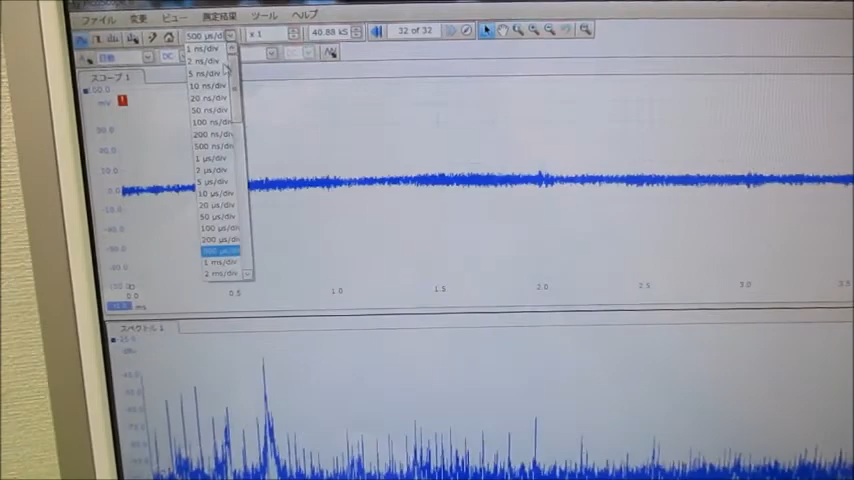 ファイル 変更 ビュー 測定結果 ツール ヘルプ
500 µs/d x 1 40.88 kS 32 of 32
自動 DC DC
スコープ 1
mV
1 ns/div
2 ns/div
5 ns/div
10 ns/div
20 ns/div
50 ns/div
100 ns/div
200 ns/div
500 ns/div
1 µs/div
2 µs/div
5 µs/div
10 µs/div
20 µs/div
50 µs/div
100 µs/div
200 µs/div
500 µs/div
1 ms/div
2 ms/div
0.0 0.5 1.0 1.5 2.0 2.5 3.0
ms
スペクトル 1